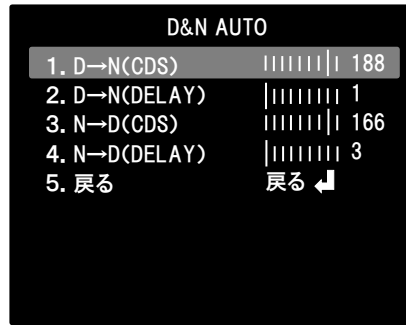 D&N AUTO
1. D→N(CDS) 188
2. D→N(DELAY) 1
3. N→D(CDS) 166
4. N→D(DELAY) 3
5. 戻る 戻る